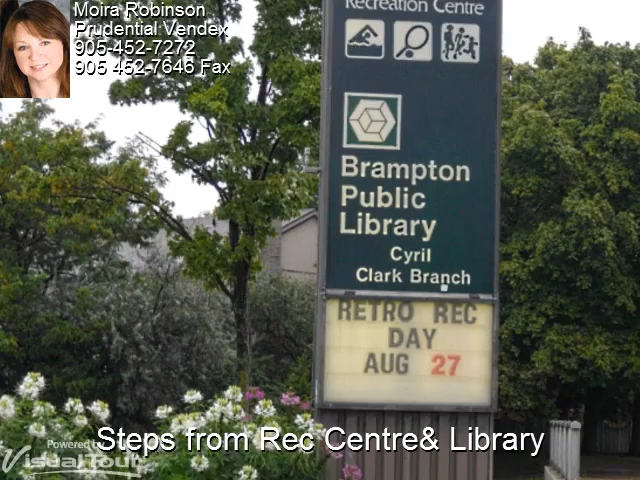 Moira Robinson
Prudential Vendex
905-452-7272
905 452-7646 Fax
Recreation Centre
Brampton
Public
Library
Cyril
Clark Branch
RETRO REC
DAY
AUG 27
Steps from Rec Centre& Library
Powered by
VisualTour